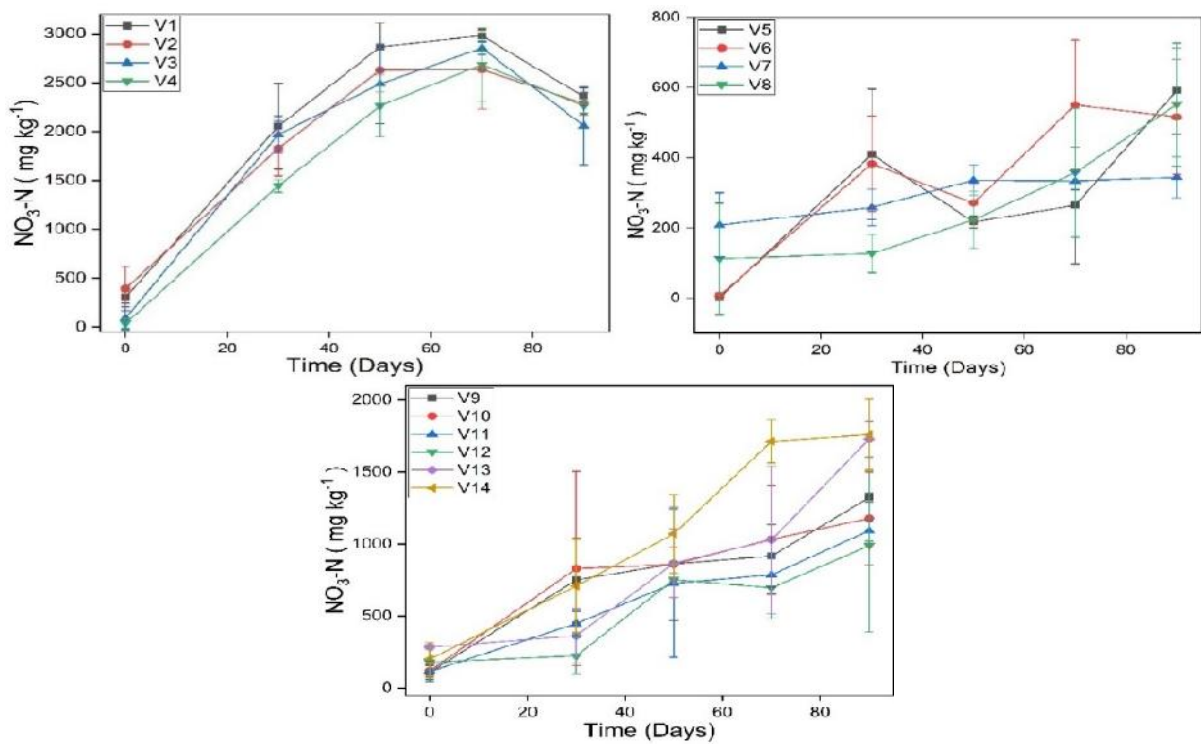 V1
V2
V3
V4
3000
2500
2000
1500
1000
500
0
NO3-N ( mg kg-1)
0 20 40 60 80
Time (Days)
V5
V6
V7
V8
800
600
400
200
0
NO3-N ( mg kg-1)
0 20 40 60 80
Time (Days)
V9
V10
V11
V12
V13
V14
2000
1500
1000
500
0
NO3-N ( mg kg-1)
0 20 40 60 80
Time (Days)